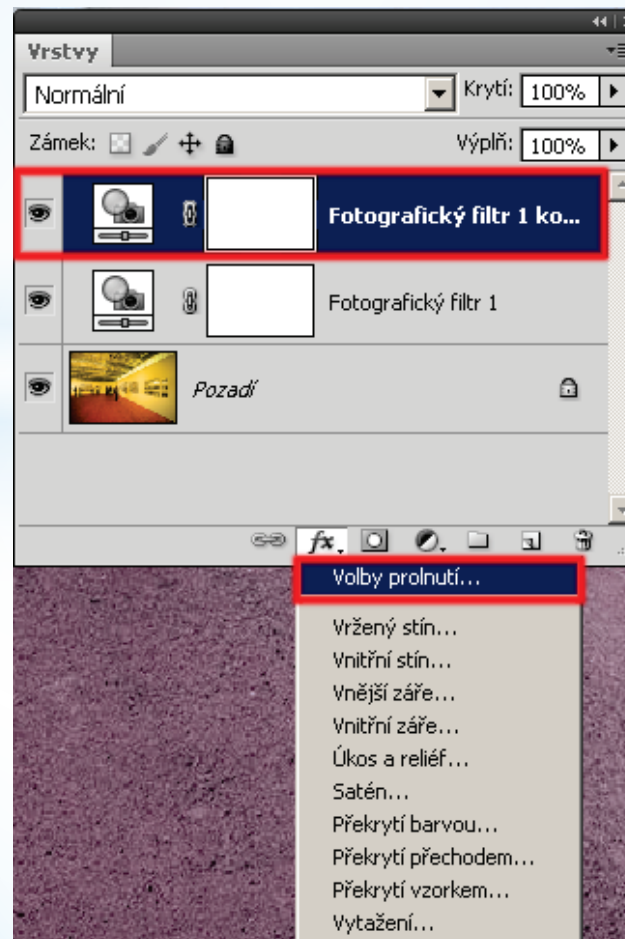 Vrstvy
Normální Krytí: 100%
Zámek: Výplň: 100%
Fotografický filtr 1 ko...
Fotografický filtr 1
Pozadí
fx.
Volby prolnutí...
Vržený stín...
Vnitřní stín...
Vnější záře...
Vnitřní záře...
Úkos a reliéf...
Satén...
Překrytí barvou...
Překrytí přechodem...
Překrytí vzorkem...
Vytažení...